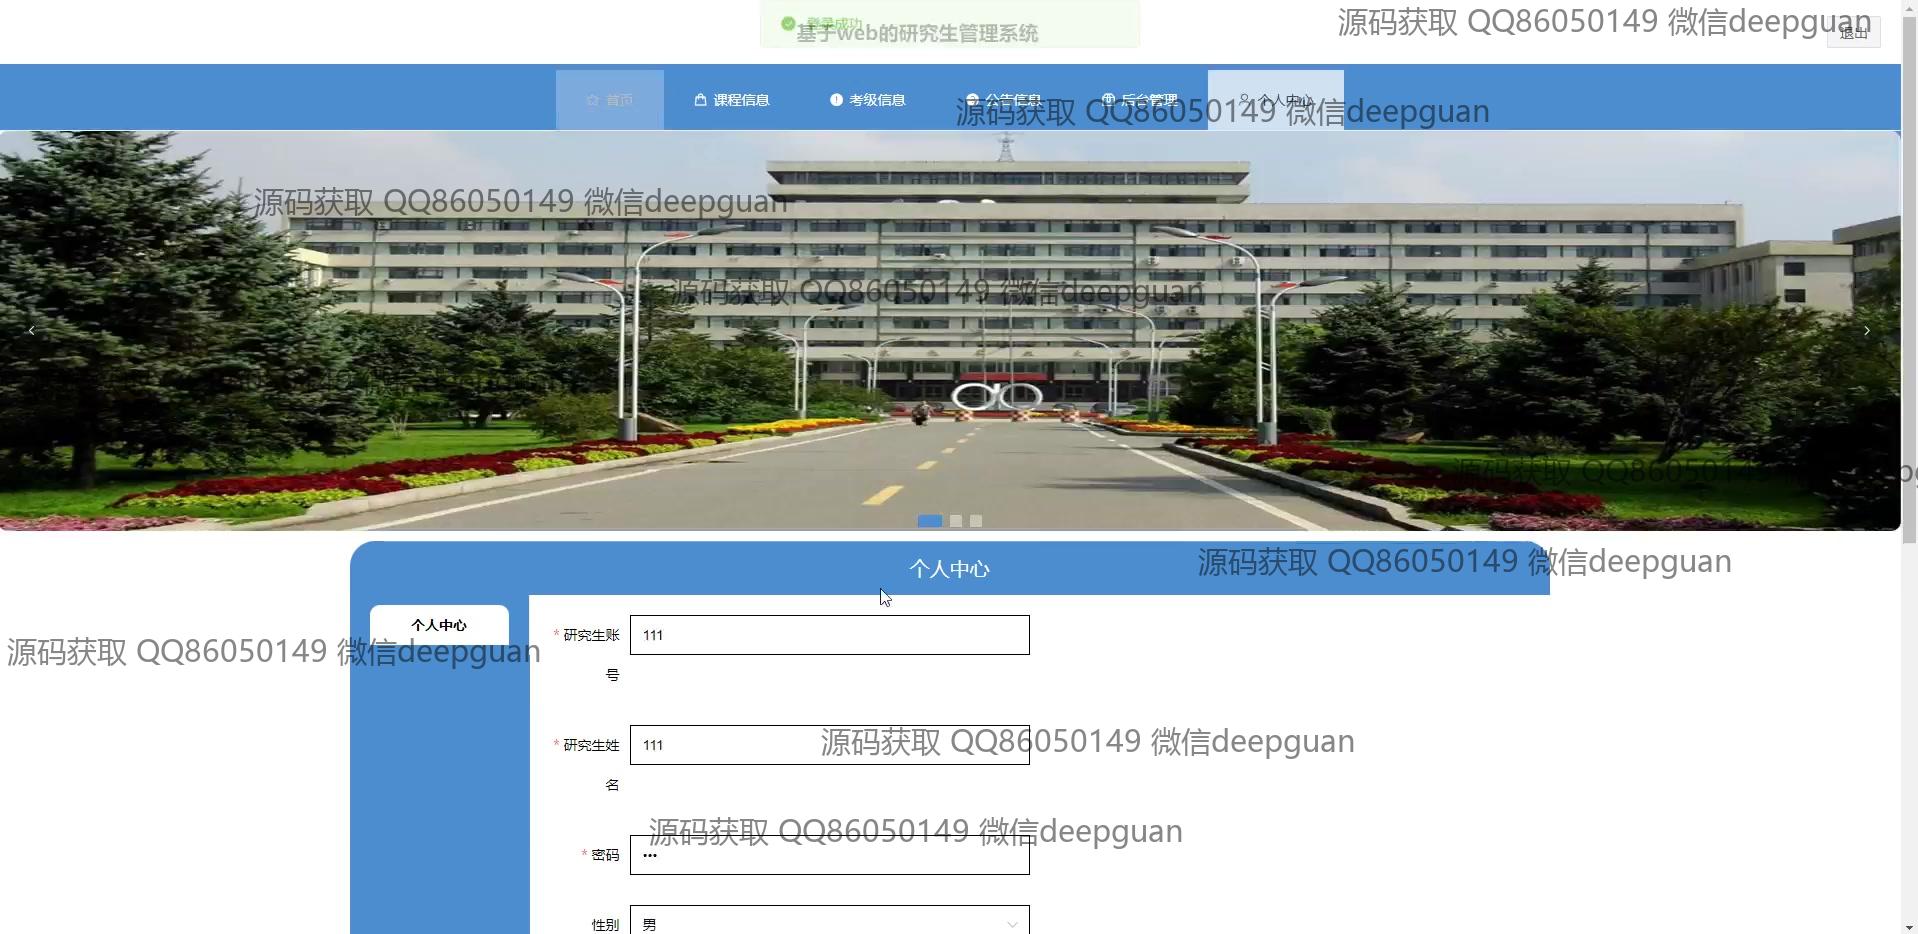 登录成功
基于web的研究生管理系统
源码获取 QQ86050149 微信deepguan
退出
首页
课程信息
考级信息
公告信息
后台管理
个人中心
源码获取 QQ86050149 微信deepguan
源码获取 QQ86050149 微信deepguan
源码获取 QQ86050149 微信deepguan
源码获取 QQ86050149 微信deepg
个人中心
源码获取 QQ86050149 微信deepguan
个人中心
源码获取 QQ86050149 微信deepguan
* 研究生账号
111
* 研究生姓名
111
源码获取 QQ86050149 微信deepguan
源码获取 QQ86050149 微信deepguan
* 密码
•••
性别
男